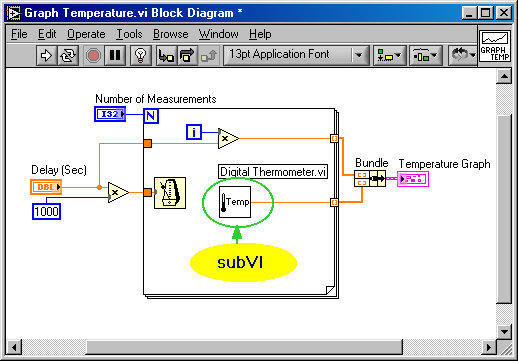 Graph Temperature.vi Block Diagram *
File Edit Operate Tools Browse Window Help
13pt Application Font
GRAPH
TEMP
Number of Measurements
I32
N
i
Delay (Sec)
DBL
1000
Digital Thermometer.vi
Temp
Bundle
Temperature Graph
subVI